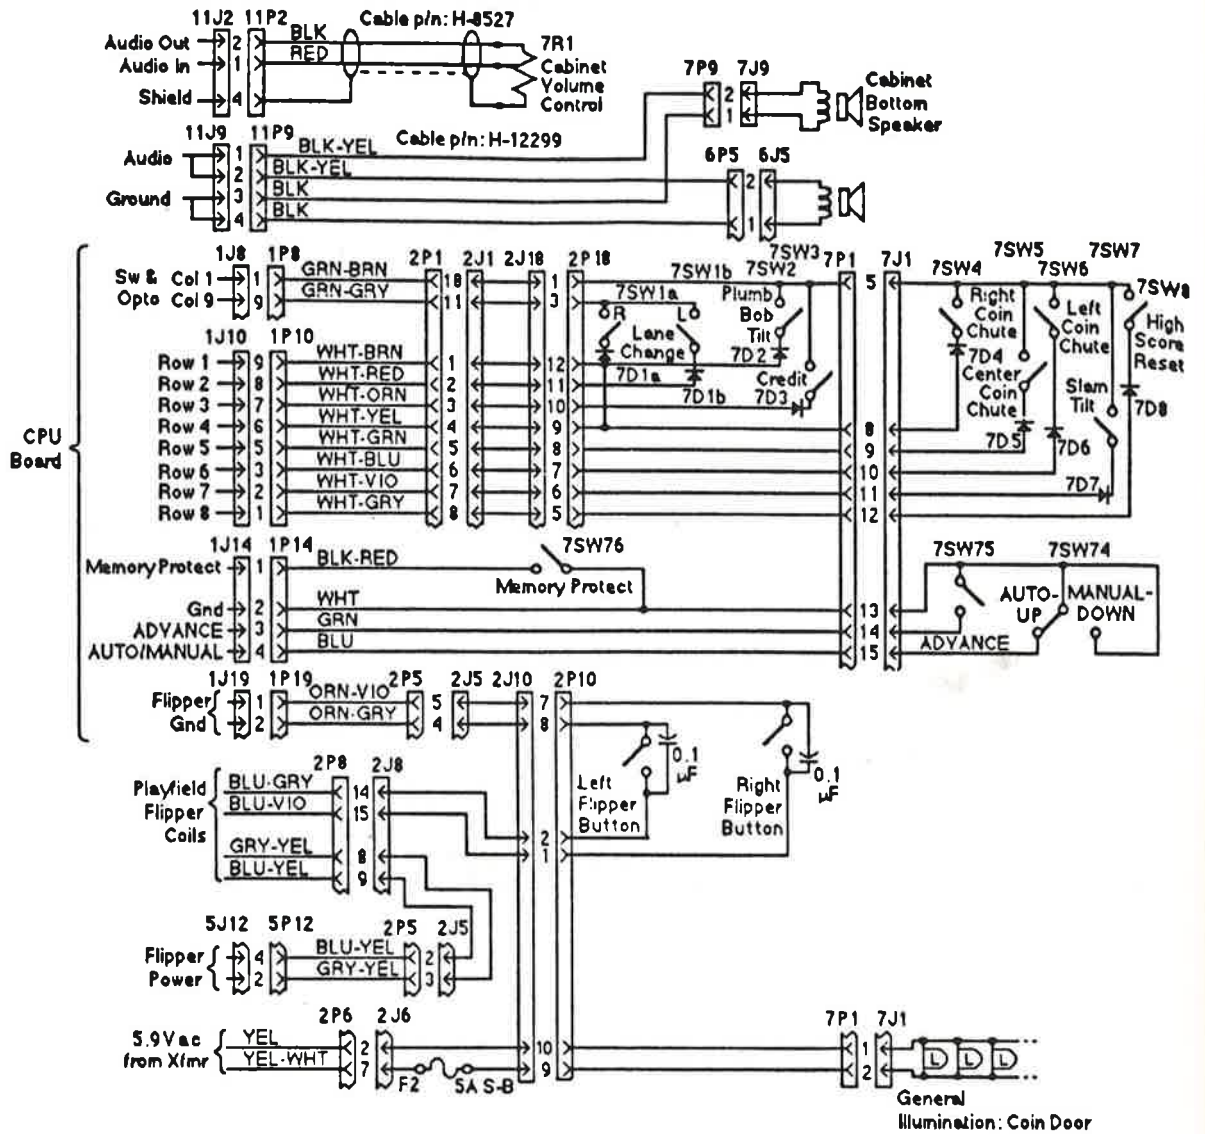 11J2 11P2 Cable p/n: H-8527
Audio Out 2 BLK
Audio In 1 RED
Shield 4
7R1
Cabinet
Volume
Control
7P9 7J9
2
1
Cabinet
Bottom
Speaker
11J9 11P9 Cable p/n: H-12299
Audio 1 BLK-YEL
2 BLK-YEL
Ground 3 BLK
4 BLK
6P5 6J5
2
1
CPU
Board
1J8 1P8 2P1 2J1 2J18 2P18
Sw & Col 1 1 GRN-BRN 18 1
Opto Col 9 9 GRN-GRY 11 3
1J10 1P10
Row 1 9 WHT-BRN 1 12
Row 2 8 WHT-RED 2 11
Row 3 7 WHT-ORN 3 10
Row 4 6 WHT-YEL 4 9
Row 5 5 WHT-GRN 5 8
Row 6 3 WHT-BLU 6 7
Row 7 2 WHT-VIO 7 6
Row 8 1 WHT-GRY 8 5
7SW1b 7SW2 7SW3
7SW1a
R L
Lane
Change
7D1a
7D1b
Plumb
Bob
Tilt
7D2
Credit
7D3
7P1 7J1
5
8
9
10
11
12
13
14
15
7SW4 7SW5 7SW6 7SW7 7SW8
Right
Coin
Chute
7D4
Center
Coin
Chute
7D5
Left
Coin
Chute
7D6
Slam
Tilt
7D7
High
Score
Reset
7D8
1J14 1P14
Memory Protect 1 BLK-RED
7SW76
Memory Protect
Gnd 2 WHT
ADVANCE 3 GRN
AUTO/MANUAL 4 BLU
7SW75 7SW74
ADVANCE
AUTO-
UP
MANUAL-
DOWN
1J19 1P19 2P5 2J5 2J10 2P10
Flipper 1 ORN-VIO 5 7
Gnd 2 ORN-GRY 4 8
0.1
µF
Left
Flipper
Button
0.1
µF
Right
Flipper
Button
2P8 2J8
Playfield
Flipper
Coils
BLU-GRY 14
BLU-VIO 15
GRY-YEL 8
BLU-YEL 9
2
1
5J12 5P12 2P5 2J5
Flipper
Power
4 BLU-YEL 2
2 GRY-YEL 3
2P6 2J6
5.9Vac
from Xfmr
YEL 2 10
YEL-WHT 7 F2 5A S-B 9
7P1 7J1
1
2
L L L
General
Illumination: Coin Door